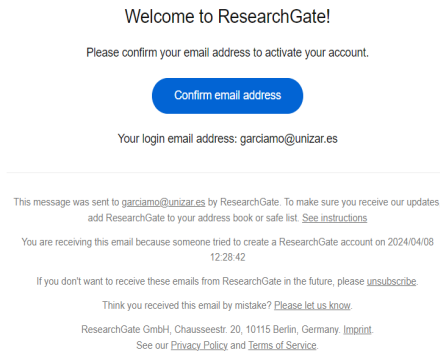 Welcome to ResearchGate!
Please confirm your email address to activate your account.
Confirm email address
Your login email address: garciamo@unizar.es
This message was sent to garciamo@unizar.es by ResearchGate. To make sure you receive our updates
add ResearchGate to your address book or safe list. See instructions
You are receiving this email because someone tried to create a ResearchGate account on 2024/04/08
12:28:42
If you don't want to receive these emails from ResearchGate in the future, please unsubscribe.
Think you received this email by mistake? Please let us know.
ResearchGate GmbH, Chausseestr. 20, 10115 Berlin, Germany. Imprint.
See our Privacy Policy and Terms of Service.